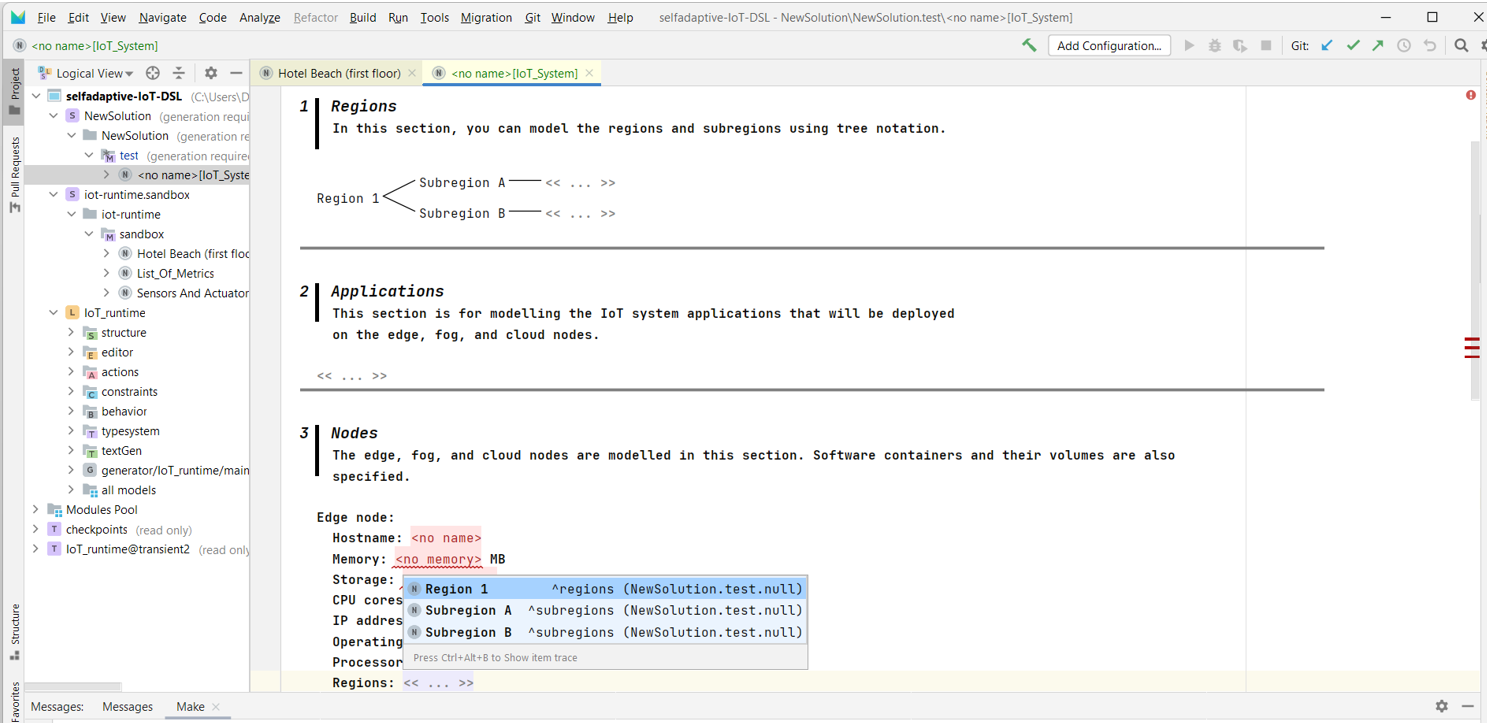 File Edit View Navigate Code Analyze Refactor Build Run Tools Migration Git Window Help selfadaptive-IoT-DSL - NewSolution\NewSolution.test\<no name>[IoT_System]
N <no name>[IoT_System] Add Configuration... Git:
Logical View
Hotel Beach (first floor)
<no name>[IoT_System]
Project
Pull Requests
Structure
Favorites
selfadaptive-IoT-DSL (C:\Users\D
S NewSolution (generation requi
NewSolution (generation re
M test (generation require
N <no name>[IoT_Syste
S iot-runtime.sandbox
iot-runtime
M sandbox
N Hotel Beach (first floo
N List_Of_Metrics
N Sensors And Actuator
L IoT_runtime
S structure
E editor
A actions
C constraints
B behavior
T typesystem
T textGen
G generator/IoT_runtime/main
all models
Modules Pool
T checkpoints (read only)
T IoT_runtime@transient2 (read only
1 Regions
In this section, you can model the regions and subregions using tree notation.
Subregion A << ... >>
Region 1
Subregion B << ... >>
2 Applications
This section is for modelling the IoT system applications that will be deployed
on the edge, fog, and cloud nodes.
<< ... >>
3 Nodes
The edge, fog, and cloud nodes are modelled in this section. Software containers and their volumes are also
specified.
Edge node:
Hostname: <no name>
Memory: <no memory> MB
Storage:
CPU cores
IP addres
Operating
Processor
Regions: << ... >>
N Region 1 ^regions (NewSolution.test.null)
N Subregion A ^subregions (NewSolution.test.null)
N Subregion B ^subregions (NewSolution.test.null)
Press Ctrl+Alt+B to Show item trace
Messages: Messages Make